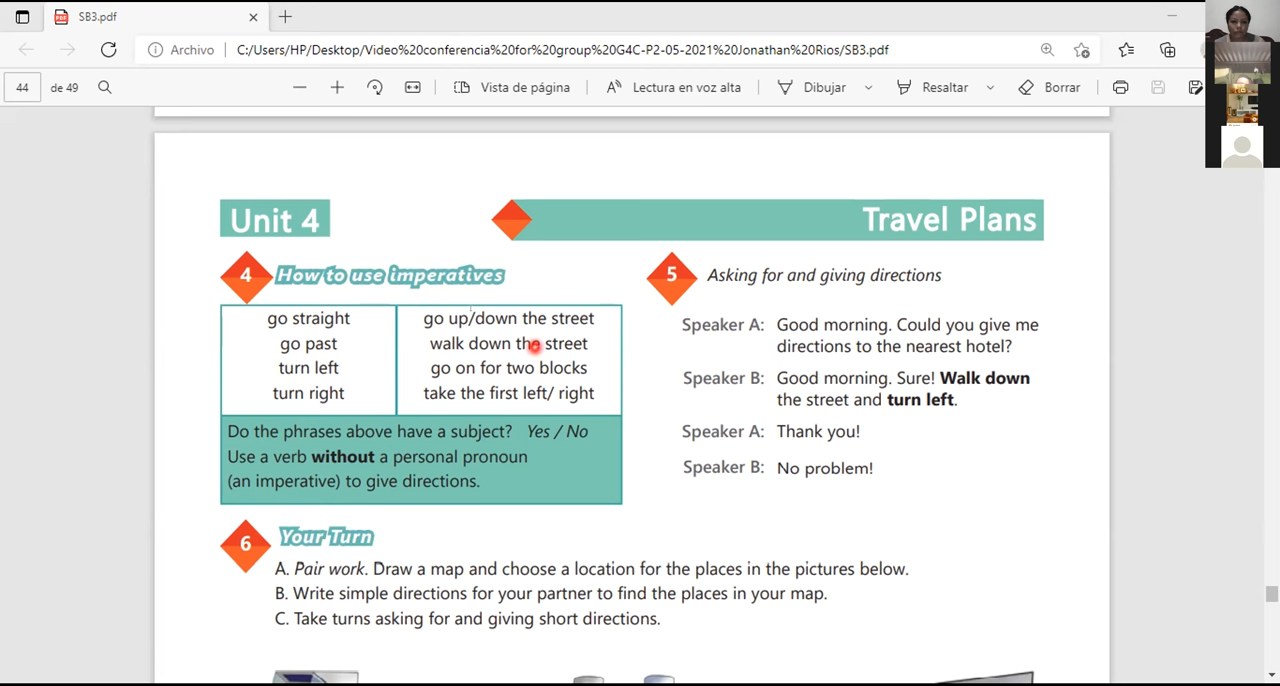 SB3.pdf
Archivo C:/Users/HP/Desktop/Video%20conferencia%20for%20group%20G4C-P2-05-2021%20Jonathan%20Rios/SB3.pdf
44 de 49 Vista de página Lectura en voz alta Dibujar Resaltar Borrar
Unit 4 Travel Plans
4 How to use imperatives
go straight
go past
turn left
turn right
go up/down the street
walk down the street
go on for two blocks
take the first left/ right
Do the phrases above have a subject? Yes / No
Use a verb without a personal pronoun
(an imperative) to give directions.
5 Asking for and giving directions
Speaker A: Good morning. Could you give me
directions to the nearest hotel?
Speaker B: Good morning. Sure! Walk down
the street and turn left.
Speaker A: Thank you!
Speaker B: No problem!
6 Your Turn
A. Pair work. Draw a map and choose a location for the places in the pictures below.
B. Write simple directions for your partner to find the places in your map.
C. Take turns asking for and giving short directions.